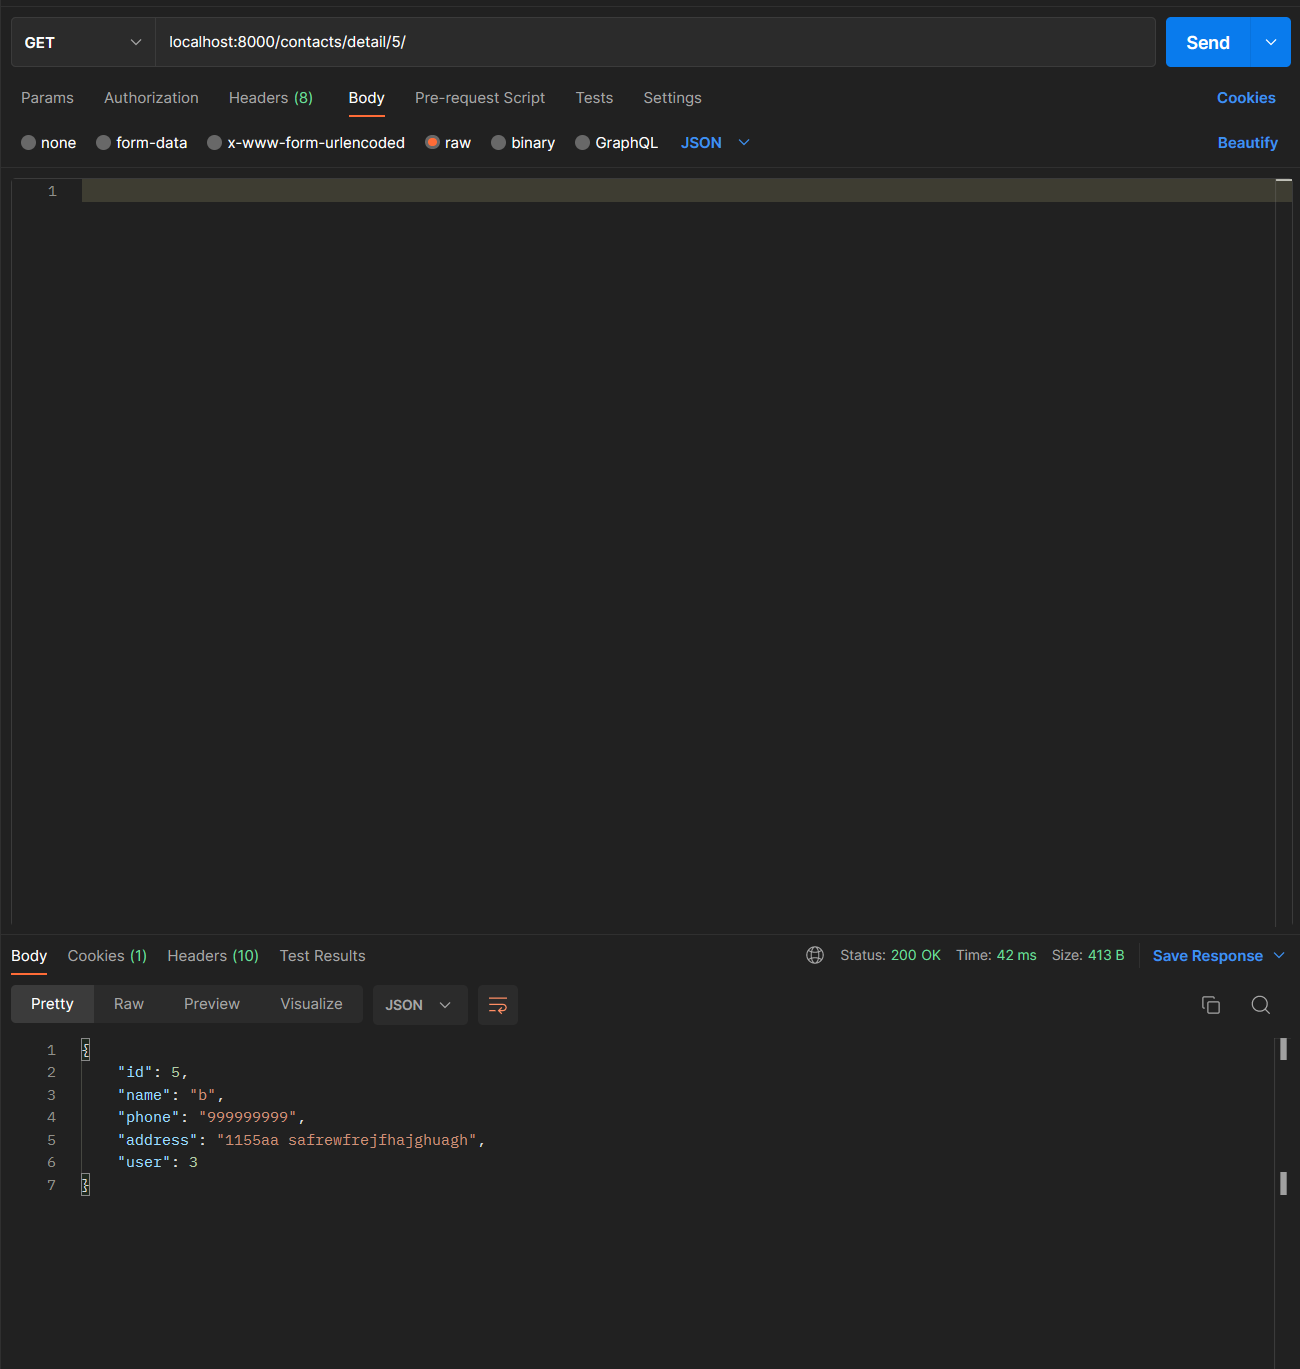 GET localhost:8000/contacts/detail/5/ Send
Params Authorization Headers (8) Body Pre-request Script Tests Settings Cookies
none form-data x-www-form-urlencoded raw binary GraphQL JSON Beautify
1
Body Cookies (1) Headers (10) Test Results Status: 200 OK Time: 42 ms Size: 413 B Save Response
Pretty Raw Preview Visualize JSON
1 {
2 "id": 5,
3 "name": "b",
4 "phone": "999999999",
5 "address": "1155aa safrewfrejfhajghuagh",
6 "user": 3
7 }